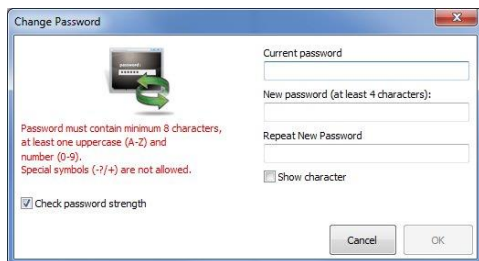 Change Password
password:
Current password
New password (at least 4 characters):
Repeat New Password
Show character
Password must contain minimum 8 characters,
at least one uppercase (A-Z) and
number (0-9).
Special symbols (-?/+) are not allowed.
Check password strength
Cancel
OK